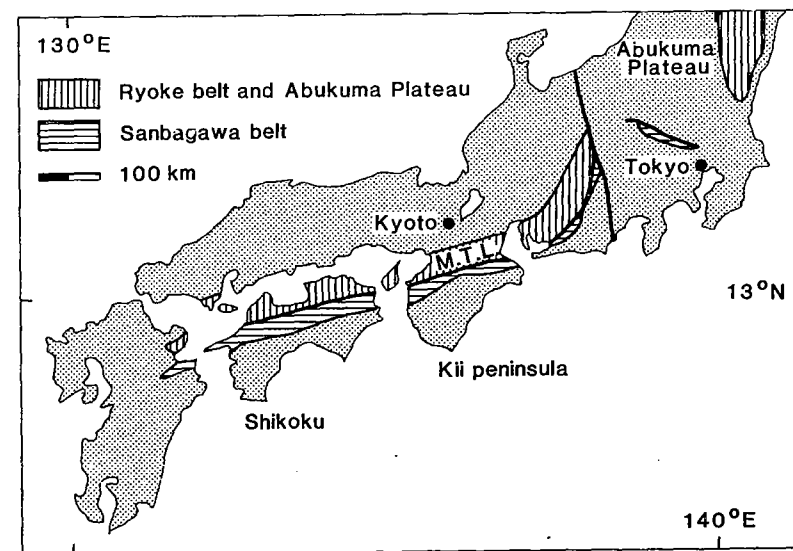 130°E
Abukuma
Plateau
Ryoke belt and Abukuma Plateau
Sanbagawa belt
100 km
Tokyo
Kyoto
M.T.L.
13°N
Kii peninsula
Shikoku
140°E